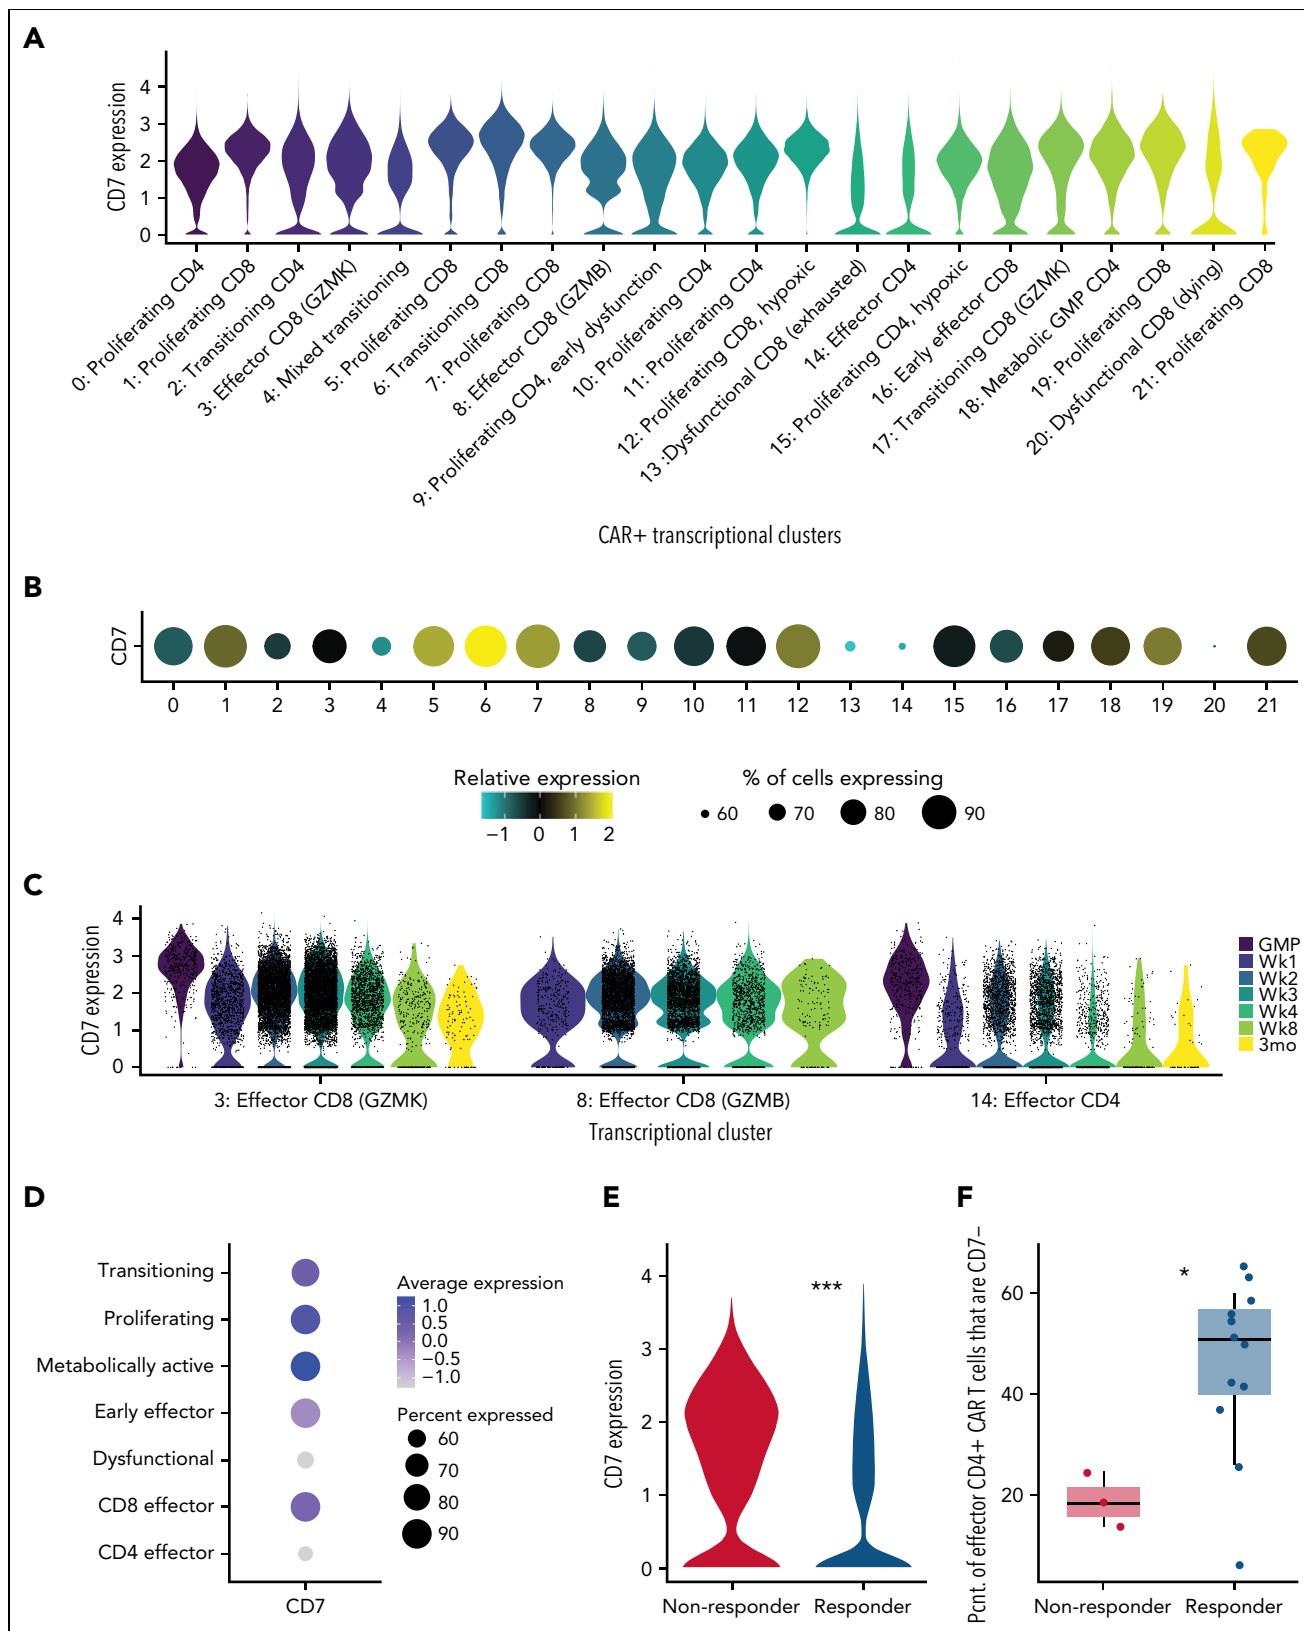 A
CD7 expression
4
3
2
1
0
0: Proliferating CD4
1: Proliferating CD8
2: Transitioning CD4
3: Effector CD8 (GZMK)
4: Mixed transitioning
5: Proliferating CD8
6: Transitioning CD8
7: Proliferating CD8
8: Effector CD8 (GZMB)
9: Proliferating CD4, early dysfunction
10: Proliferating CD4
11: Proliferating CD4
12: Proliferating CD8, hypoxic
13 :Dysfunctional CD8 (exhausted)
14: Effector CD4
15: Proliferating CD4, hypoxic
16: Early effector CD8
17: Transitioning CD8 (GZMK)
18: Metabolic GMP CD4
19: Proliferating CD8
20: Dysfunctional CD8 (dying)
21: Proliferating CD8
CAR+ transcriptional clusters
B
CD7
0 1 2 3 4 5 6 7 8 9 10 11 12 13 14 15 16 17 18 19 20 21
Relative expression
−1 0 1 2
% of cells expressing
60 70 80 90
C
CD7 expression
4
3
2
1
0
3: Effector CD8 (GZMK) 8: Effector CD8 (GZMB) 14: Effector CD4
Transcriptional cluster
GMP
Wk1
Wk2
Wk3
Wk4
Wk8
3mo
D
Transitioning
Proliferating
Metabolically active
Early effector
Dysfunctional
CD8 effector
CD4 effector
CD7
Average expression
1.0
0.5
0.0
−0.5
−1.0
Percent expressed
60
70
80
90
E
CD7 expression
4
3
2
1
0
***
Non-responder Responder
F
Pcnt. of effector CD4+ CAR T cells that are CD7−
60
40
20
*
Non-responder Responder